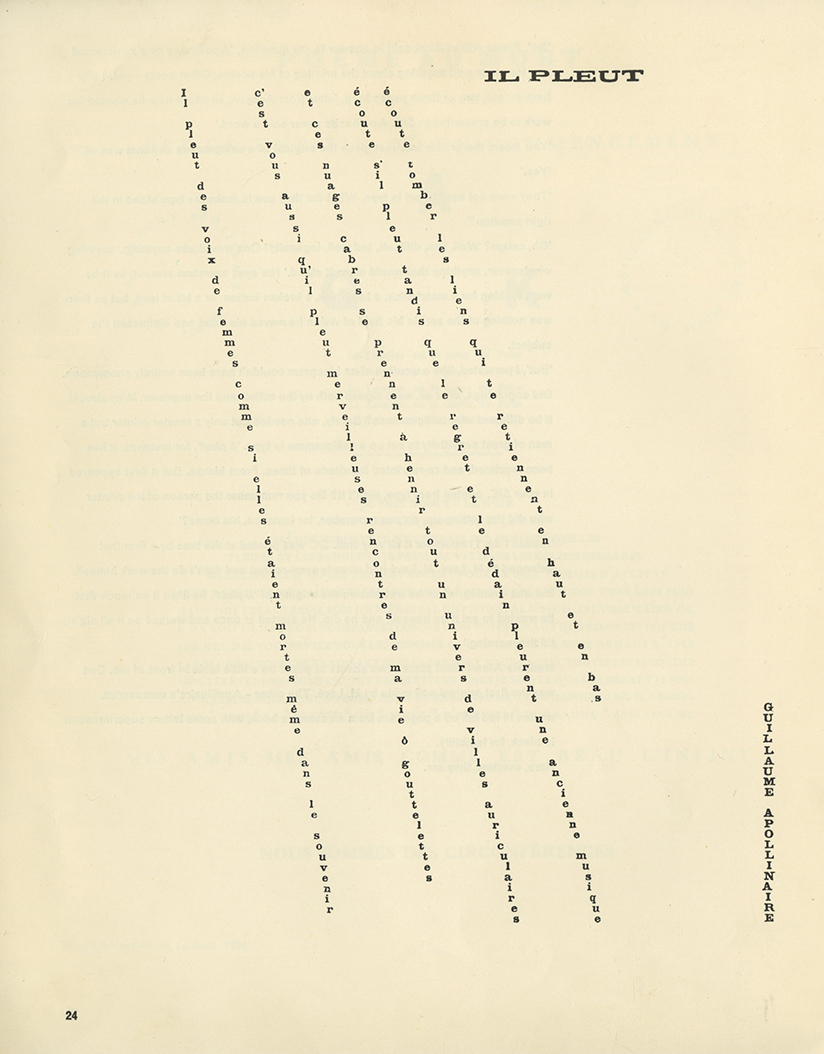 IL PLEUT
Il pleut des voix de femmes comme si elles étaient mortes même dans le souvenir
c'est vous aussi qu'il pleut merveilleuses rencontres de ma vie ô gouttelettes
et ces nuages cabrés se prennent à hennir tout un univers de villes auriculaires
écoute s'il pleut tandis que le regret et le dédain pleurent une ancienne musique
écoute tomber les liens qui te retiennent en haut et en bas
GUILLAUME APOLLINAIRE
24